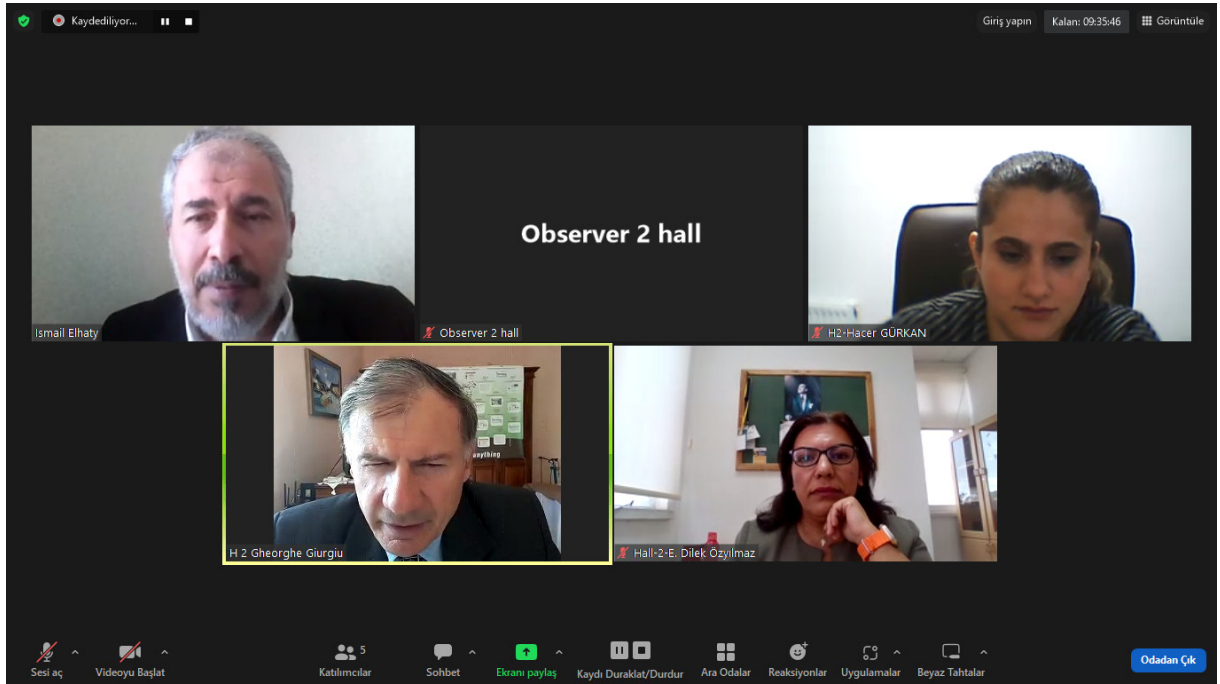 Kaydediliyor...
Giriş yapın
Kalan: 09:35:46
Görüntüle
Observer 2 hall
Ismail Elhaty
Observer 2 hall
H2-Hacer GÜRKAN
anything
H 2 Gheorghe Giurgiu
Hall-2-E. Dilek Özyılmaz
Sesi aç
Videoyu Başlat
5
Katılımcılar
Sohbet
Ekranı paylaş
Kaydı Duraklat/Durdur
Ara Odalar
Reaksiyonlar
Uygulamalar
Beyaz Tahtalar
Odadan Çık